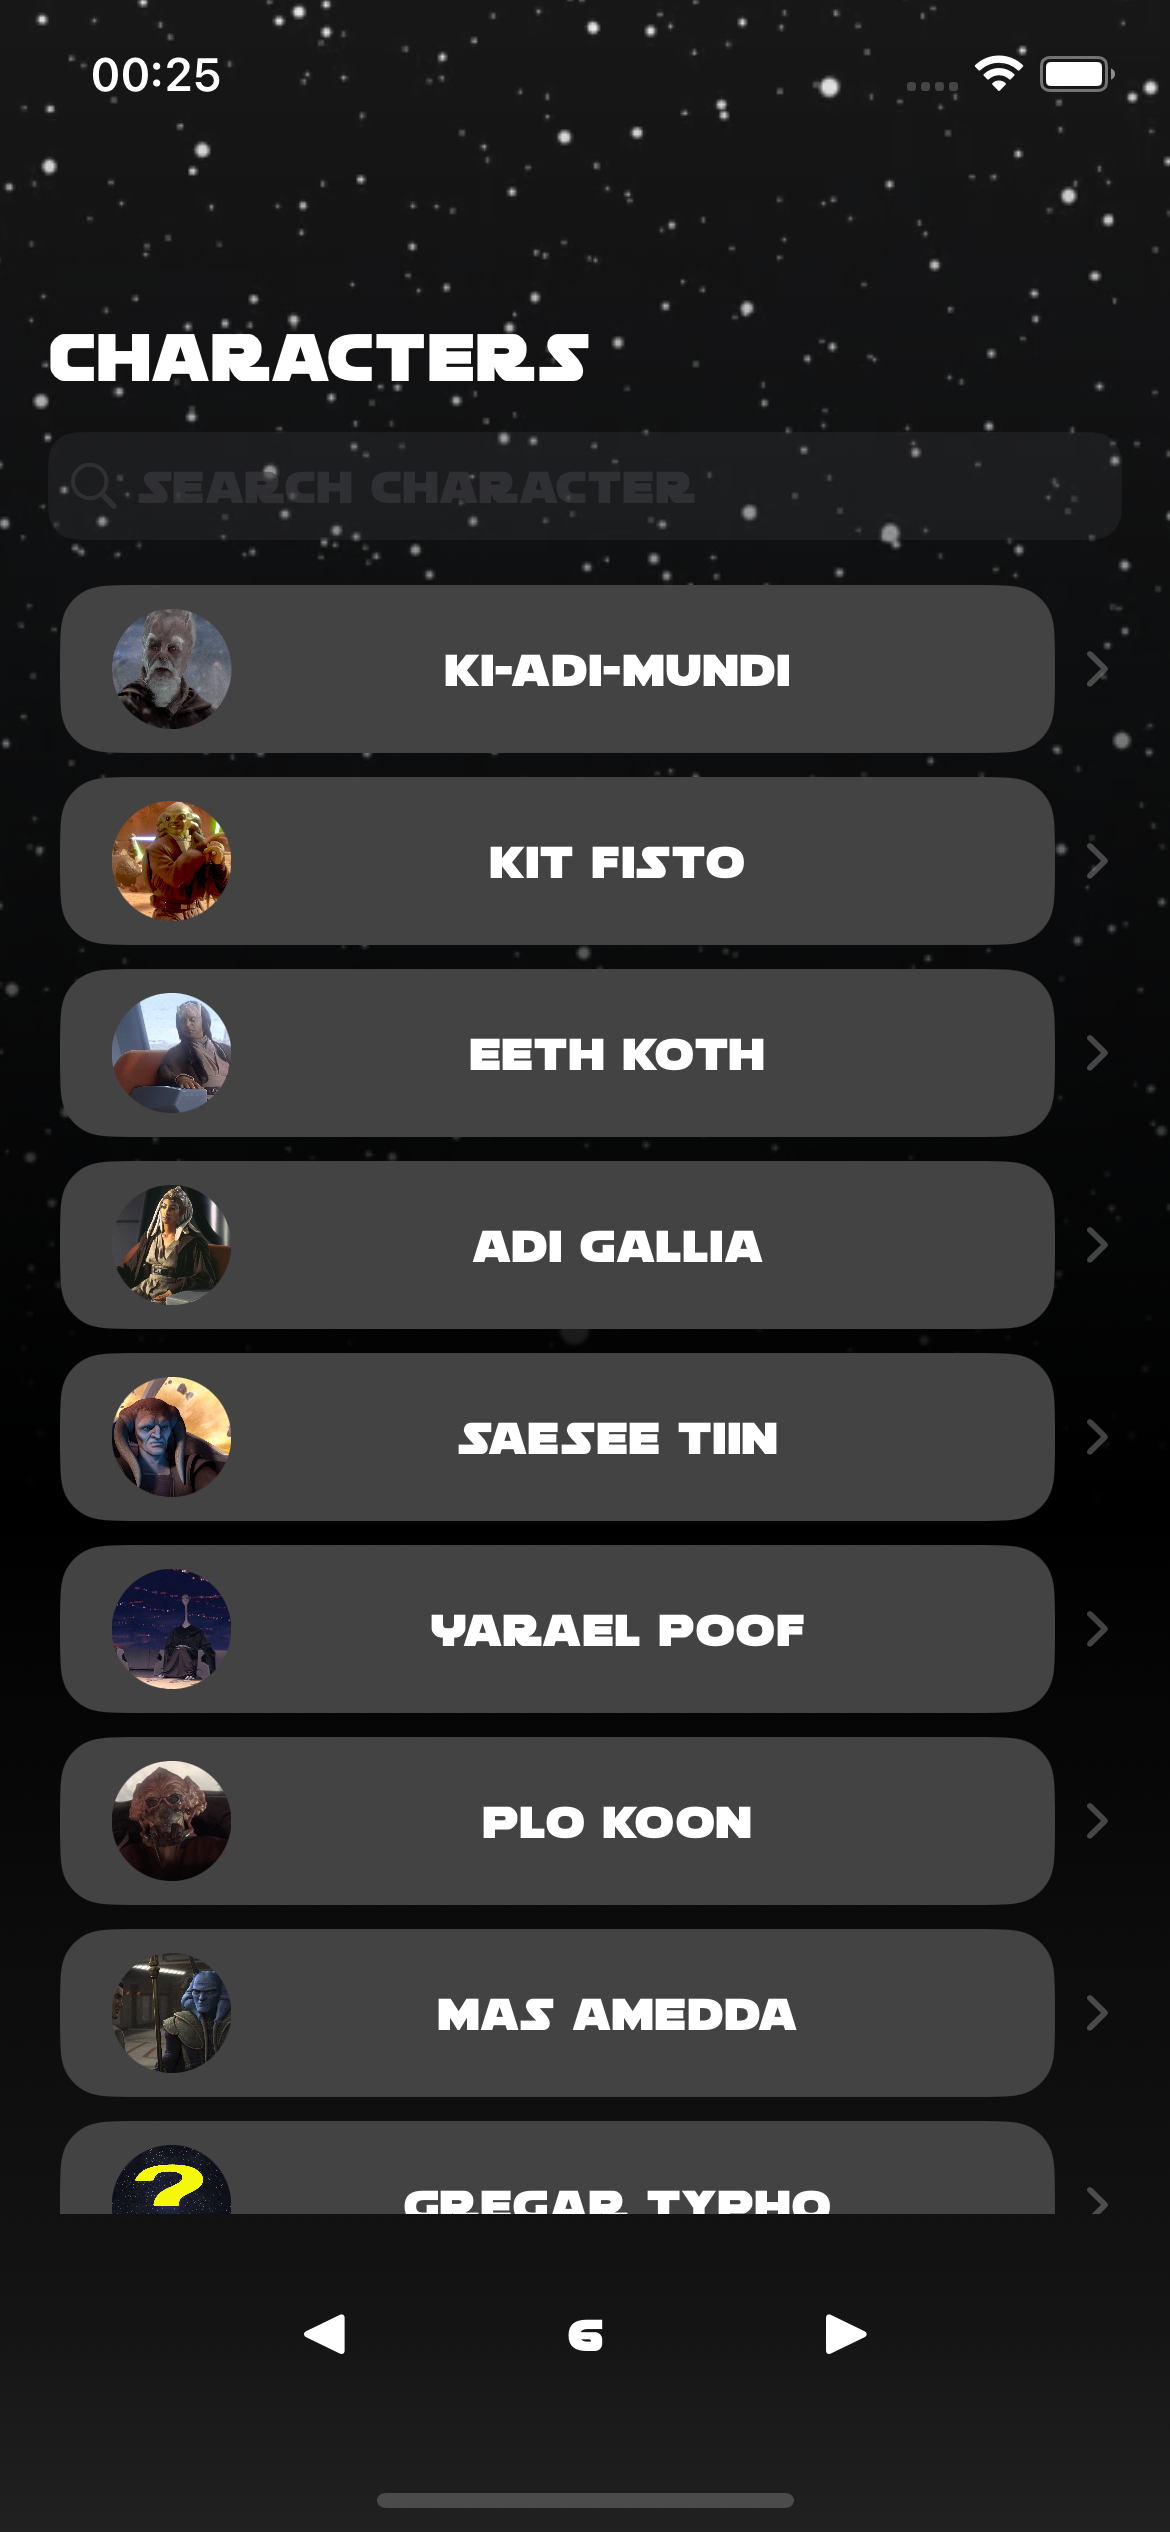 00:25
CHARACTERS
SEARCH CHARACTER
KI-ADI-MUNDI
KIT FISTO
EETH KOTH
ADI GALLIA
SAESEE TIIN
YARAEL POOF
PLO KOON
MAS AMEDDA
GREGAR TYPHO
6